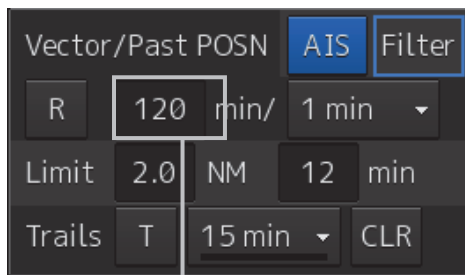 Vector/Past POSN AIS Filter
R 120 min/ 1 min
Limit 2.0 NM 12 min
Trails T 15 min CLR